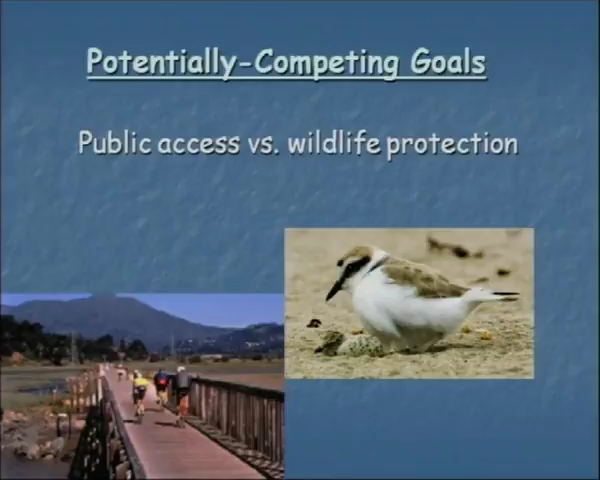 Potentially-Competing Goals
Public access vs. wildlife protection